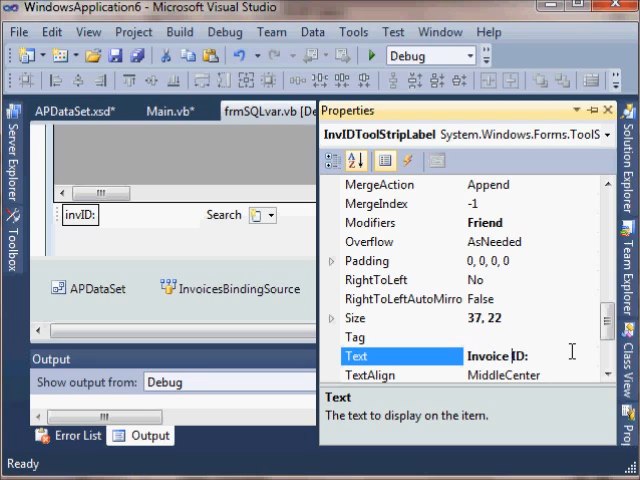 WindowsApplication6 - Microsoft Visual Studio
File Edit View Project Build Debug Team Data Tools Test Window Help
Debug
APDataSet.xsd* Main.vb* frmSQLvar.vb [De
Server Explorer
Toolbox
invID: Search
APDataSet InvoicesBindingSource
Output
Show output from: Debug
Error List Output
Properties
InvIDToolStripLabel System.Windows.Forms.ToolS
MergeAction Append
MergeIndex -1
Modifiers Friend
Overflow AsNeeded
Padding 0, 0, 0, 0
RightToLeft No
RightToLeftAutoMirro False
Size 37, 22
Tag
Text Invoice ID:
TextAlign MiddleCenter
Text
The text to display on the item.
Solution Explorer
Team Explorer
Class View
Prop
Ready